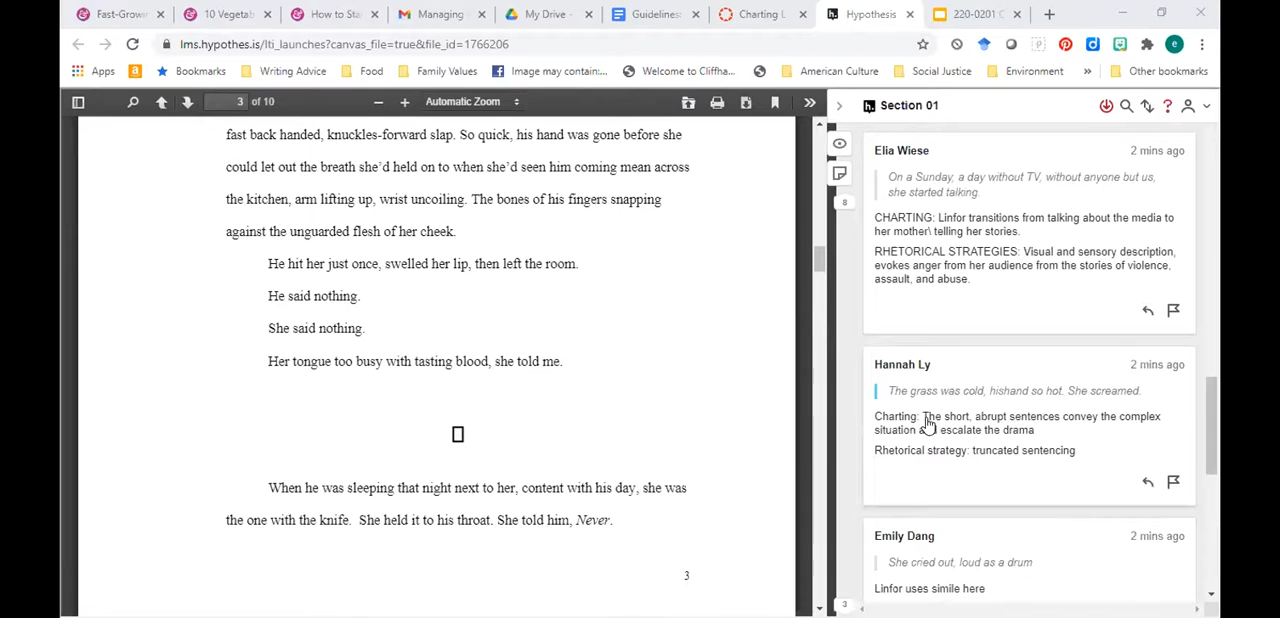 Fast-Grower
10 Vegetab
How to Sta
Managing
My Drive -
Guidelines:
Charting L
Hypothesis
220-0201 C
lms.hypothes.is/lti_launches?canvas_file=true&file_id=1766206
e
Apps
Bookmarks
Writing Advice
Food
Family Values
Image may contain:...
Welcome to Cliffha...
American Culture
Social Justice
Environment
»
Other bookmarks
3 of 10
Automatic Zoom
fast back handed, knuckles-forward slap. So quick, his hand was gone before she
could let out the breath she'd held on to when she'd seen him coming mean across
the kitchen, arm lifting up, wrist uncoiling. The bones of his fingers snapping
against the unguarded flesh of her cheek.
He hit her just once, swelled her lip, then left the room.
He said nothing.
She said nothing.
Her tongue too busy with tasting blood, she told me.
When he was sleeping that night next to her, content with his day, she was
the one with the knife. She held it to his throat. She told him, Never.
3
Section 01
8
Elia Wiese
2 mins ago
On a Sunday, a day without TV, without anyone but us,
she started talking.
CHARTING: Linfor transitions from talking about the media to
her mother\ telling her stories.
RHETORICAL STRATEGIES: Visual and sensory description,
evokes anger from her audience from the stories of violence,
assault, and abuse.
Hannah Ly
2 mins ago
The grass was cold, hishand so hot. She screamed.
Charting: The short, abrupt sentences convey the complex
situation escalate the drama
Rhetorical strategy: truncated sentencing
Emily Dang
2 mins ago
She cried out, loud as a drum
Linfor uses simile here
3